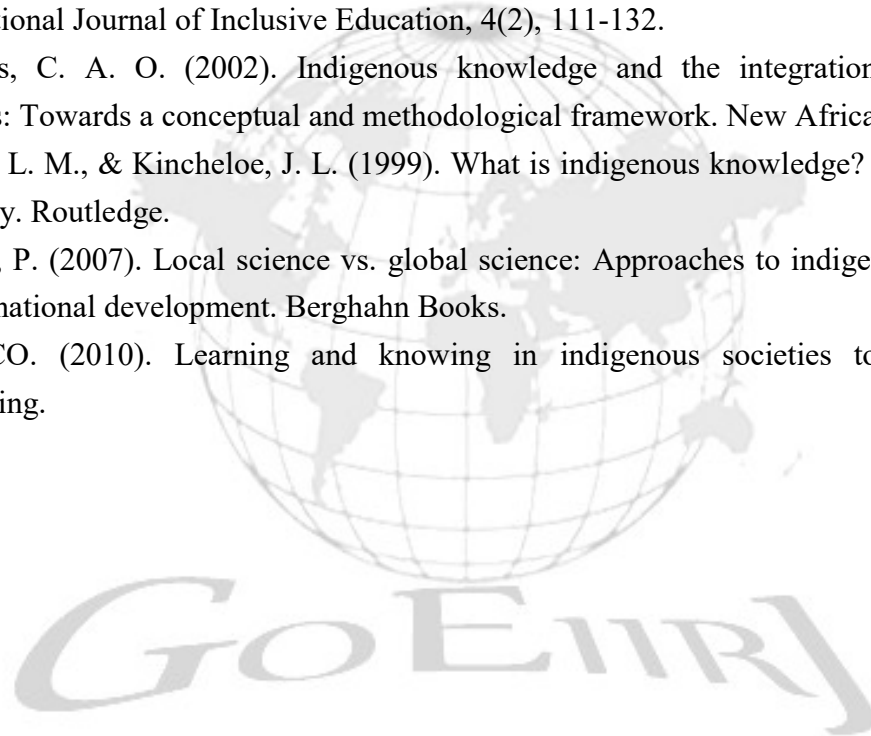 tional Journal of Inclusive Education, 4(2), 111-132.
s, C. A. O. (2002). Indigenous knowledge and the integration
s: Towards a conceptual and methodological framework. New Africa
L. M., & Kincheloe, J. L. (1999). What is indigenous knowledge?
y. Routledge.
, P. (2007). Local science vs. global science: Approaches to indige
national development. Berghahn Books.
CO. (2010). Learning and knowing in indigenous societies to
ing.
GOEIIRJ